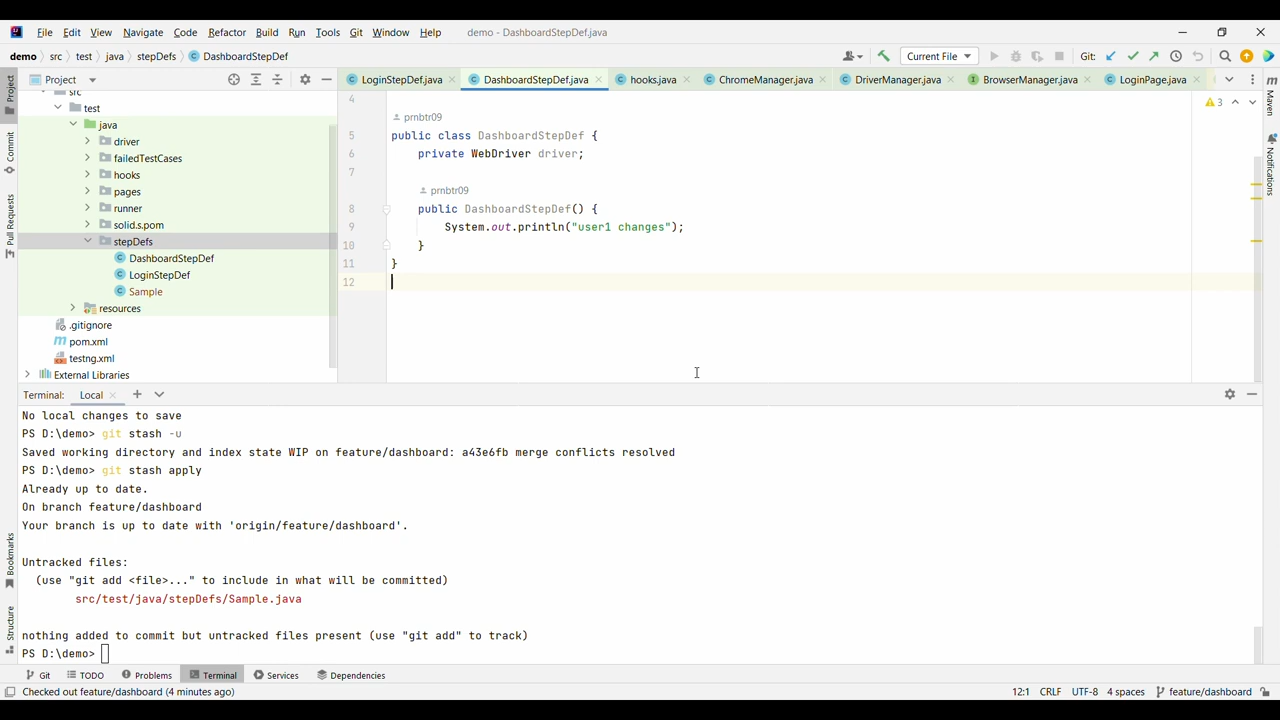 File Edit View Navigate Code Refactor Build Run Tools Git Window Help demo - DashboardStepDef.java
demo src test java stepDefs DashboardStepDef Current File Git:
Project LoginStepDef.java DashboardStepDef.java hooks.java ChromeManager.java DriverManager.java BrowserManager.java LoginPage.java
src
test
java
driver
failedTestCases
hooks
pages
runner
solid.s.pom
stepDefs
DashboardStepDef
LoginStepDef
Sample
resources
.gitignore
pom.xml
testng.xml
External Libraries
4
prnbtr09
5 public class DashboardStepDef {
6 private WebDriver driver;
7
prnbtr09
8 public DashboardStepDef() {
9 System.out.println("user1 changes");
10 }
11 }
12
3
Project
Commit
Pull Requests
Bookmarks
Structure
Maven
Notifications
Terminal: Local
No local changes to save
PS D:\demo> git stash -u
Saved working directory and index state WIP on feature/dashboard: a43e6fb merge conflicts resolved
PS D:\demo> git stash apply
Already up to date.
On branch feature/dashboard
Your branch is up to date with 'origin/feature/dashboard'.
Untracked files:
(use "git add <file>..." to include in what will be committed)
src/test/java/stepDefs/Sample.java
nothing added to commit but untracked files present (use "git add" to track)
PS D:\demo>
Git TODO Problems Terminal Services Dependencies
Checked out feature/dashboard (4 minutes ago) 12:1 CRLF UTF-8 4 spaces feature/dashboard